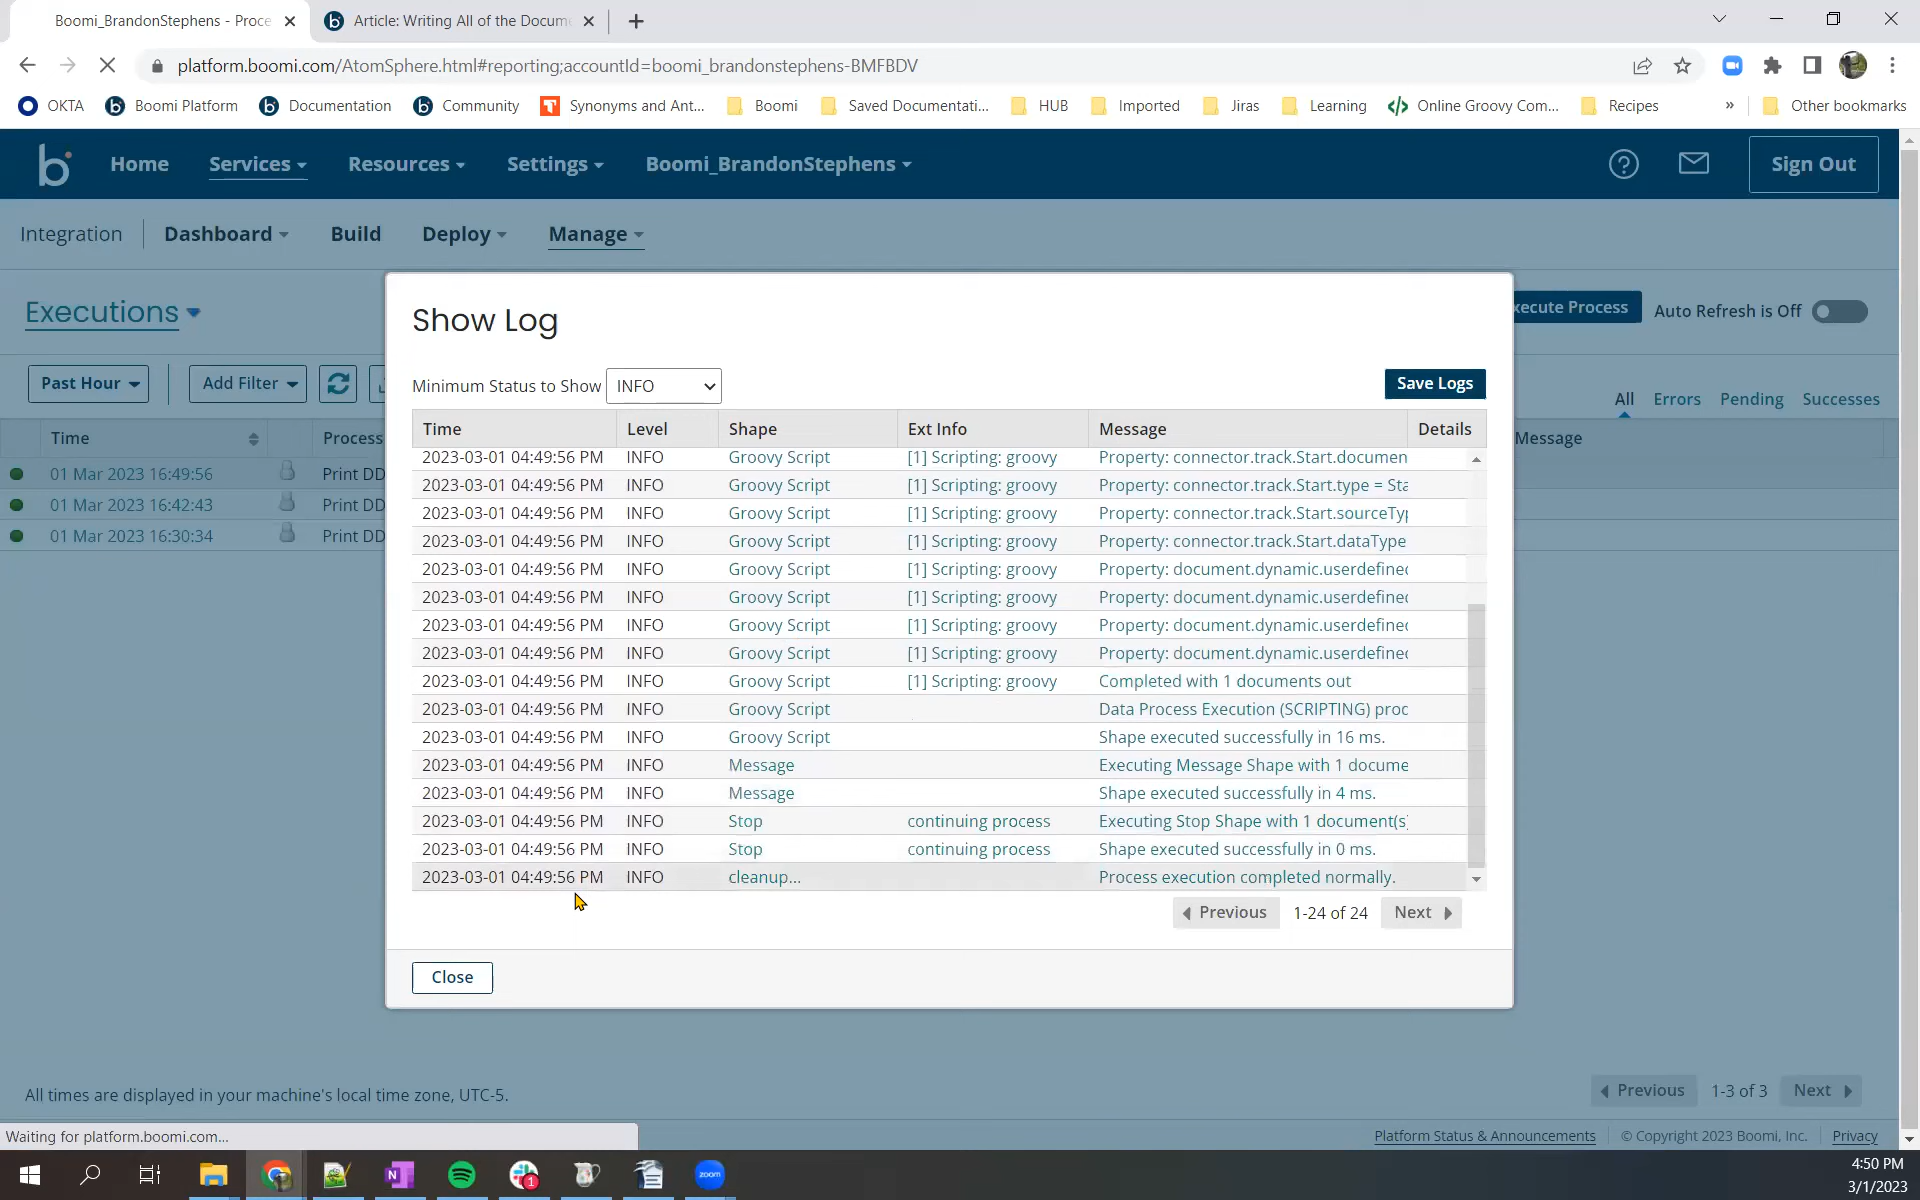 Boomi_BrandonStephens - Proce
Article: Writing All of the Docum
platform.boomi.com/AtomSphere.html#reporting;accountId=boomi_brandonstephens-BMFBDV
OKTA Boomi Platform Documentation Community Synonyms and Ant... Boomi Saved Documentati... HUB Imported Jiras Learning Online Groovy Com... Recipes » Other bookmarks
b Home Services Resources Settings Boomi_BrandonStephens ? Sign Out
Integration Dashboard Build Deploy Manage
Executions
xecute Process Auto Refresh is Off
Past Hour Add Filter
All Errors Pending Successes
Time Process Message
01 Mar 2023 16:49:56 Print DD
01 Mar 2023 16:42:43 Print DD
01 Mar 2023 16:30:34 Print DD
Show Log
Minimum Status to Show INFO Save Logs
Time Level Shape Ext Info Message Details
2023-03-01 04:49:56 PM INFO Groovy Script [1] Scripting: groovy Property: connector.track.Start.documen
2023-03-01 04:49:56 PM INFO Groovy Script [1] Scripting: groovy Property: connector.track.Start.type = Sta
2023-03-01 04:49:56 PM INFO Groovy Script [1] Scripting: groovy Property: connector.track.Start.sourceTyp
2023-03-01 04:49:56 PM INFO Groovy Script [1] Scripting: groovy Property: connector.track.Start.dataType
2023-03-01 04:49:56 PM INFO Groovy Script [1] Scripting: groovy Property: document.dynamic.userdefined
2023-03-01 04:49:56 PM INFO Groovy Script [1] Scripting: groovy Property: document.dynamic.userdefined
2023-03-01 04:49:56 PM INFO Groovy Script [1] Scripting: groovy Property: document.dynamic.userdefined
2023-03-01 04:49:56 PM INFO Groovy Script [1] Scripting: groovy Property: document.dynamic.userdefined
2023-03-01 04:49:56 PM INFO Groovy Script [1] Scripting: groovy Completed with 1 documents out
2023-03-01 04:49:56 PM INFO Groovy Script Data Process Execution (SCRIPTING) proc
2023-03-01 04:49:56 PM INFO Groovy Script Shape executed successfully in 16 ms.
2023-03-01 04:49:56 PM INFO Message Executing Message Shape with 1 docume
2023-03-01 04:49:56 PM INFO Message Shape executed successfully in 4 ms.
2023-03-01 04:49:56 PM INFO Stop continuing process Executing Stop Shape with 1 document(s)
2023-03-01 04:49:56 PM INFO Stop continuing process Shape executed successfully in 0 ms.
2023-03-01 04:49:56 PM INFO cleanup... Process execution completed normally.
Previous 1-24 of 24 Next
Close
All times are displayed in your machine's local time zone, UTC-5.
Previous 1-3 of 3 Next
Waiting for platform.boomi.com...
Platform Status & Announcements © Copyright 2023 Boomi, Inc. Privacy
zoom
1
4:50 PM
3/1/2023